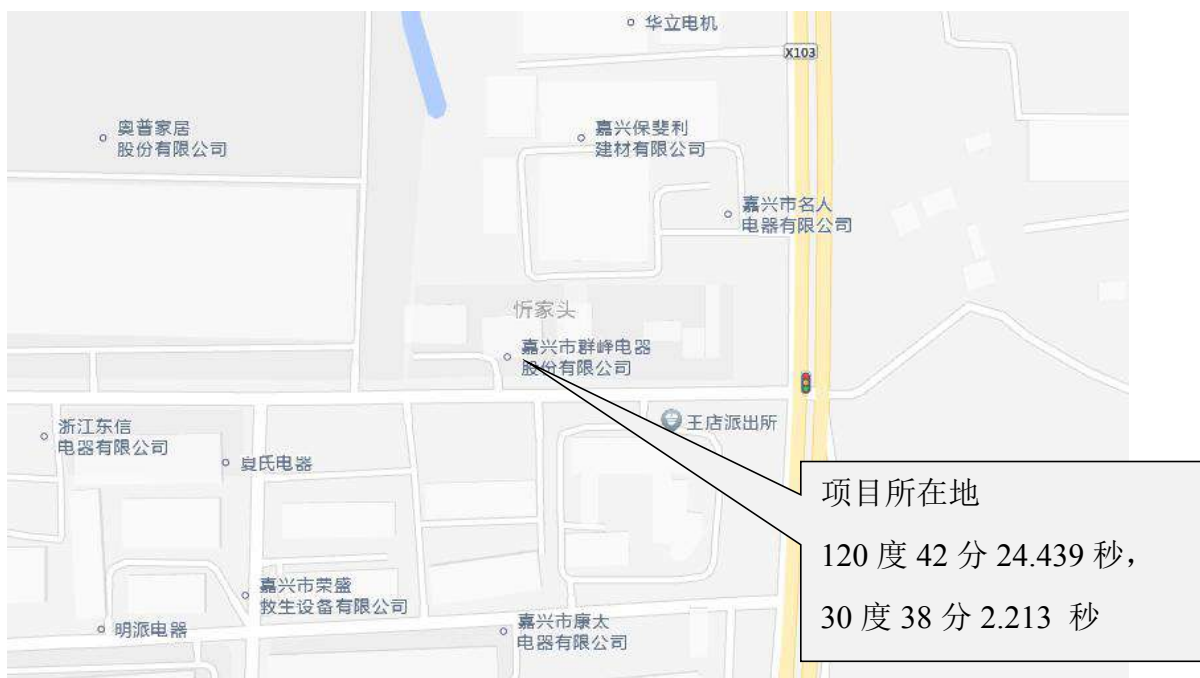 华立电机
X103
奥普家居
股份有限公司
嘉兴保斐利
建材有限公司
嘉兴市名人
电器有限公司
忻家头
嘉兴市群峰电器
股份有限公司
浙江东信
电器有限公司
王店派出所
夏氏电器
项目所在地
120 度 42 分 24.439 秒，
30 度 38 分 2.213 秒
嘉兴市荣盛
救生设备有限公司
明派电器
嘉兴市康太
电器有限公司